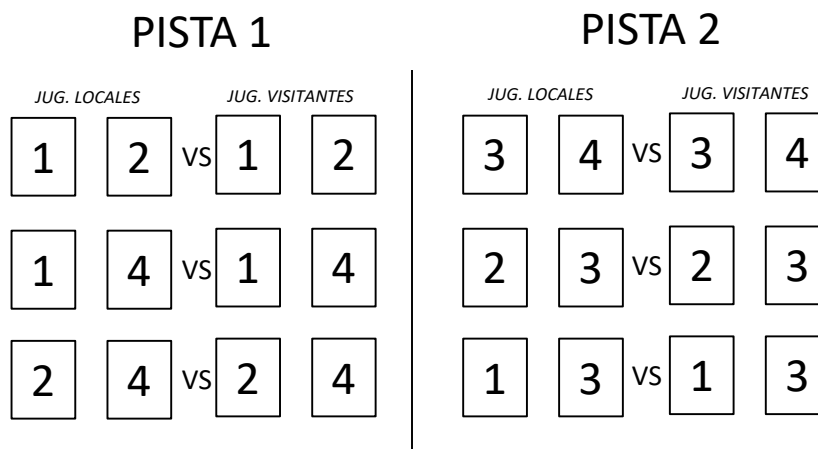 PISTA 1
JUG. LOCALES JUG. VISITANTES
1 2 VS 1 2
1 4 VS 1 4
2 4 VS 2 4
PISTA 2
JUG. LOCALES JUG. VISITANTES
3 4 VS 3 4
2 3 VS 2 3
1 3 VS 1 3